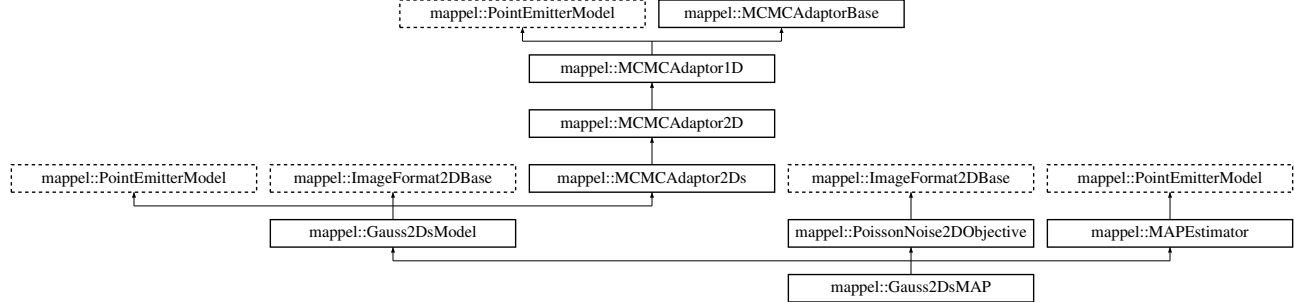 mappel::PointEmitterModel
mappel::MCMCAdaptorBase
mappel::MCMCAdaptor1D
mappel::MCMCAdaptor2D
mappel::PointEmitterModel
mappel::ImageFormat2DBase
mappel::MCMCAdaptor2Ds
mappel::ImageFormat2DBase
mappel::PointEmitterModel
mappel::Gauss2DsModel
mappel::PoissonNoise2DObjective
mappel::MAPEstimator
mappel::Gauss2DsMAP